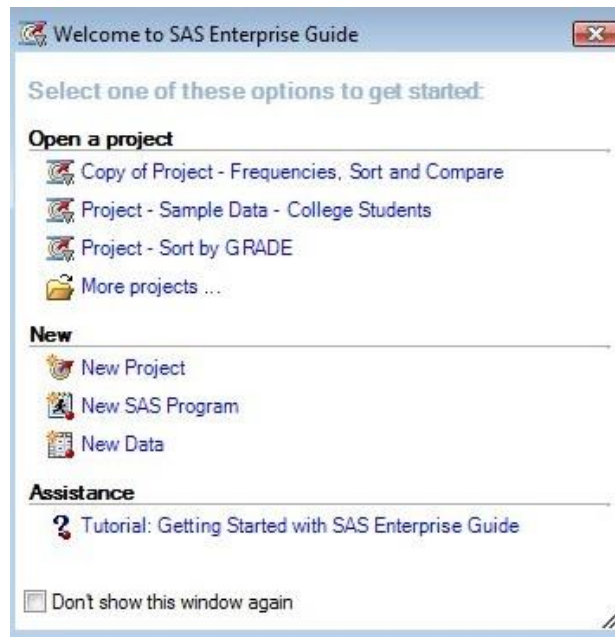 Welcome to SAS Enterprise Guide
Select one of these options to get started:
Open a project
Copy of Project - Frequencies, Sort and Compare
Project - Sample Data - College Students
Project - Sort by GRADE
More projects ...
New
New Project
New SAS Program
New Data
Assistance
Tutorial: Getting Started with SAS Enterprise Guide
Don't show this window again